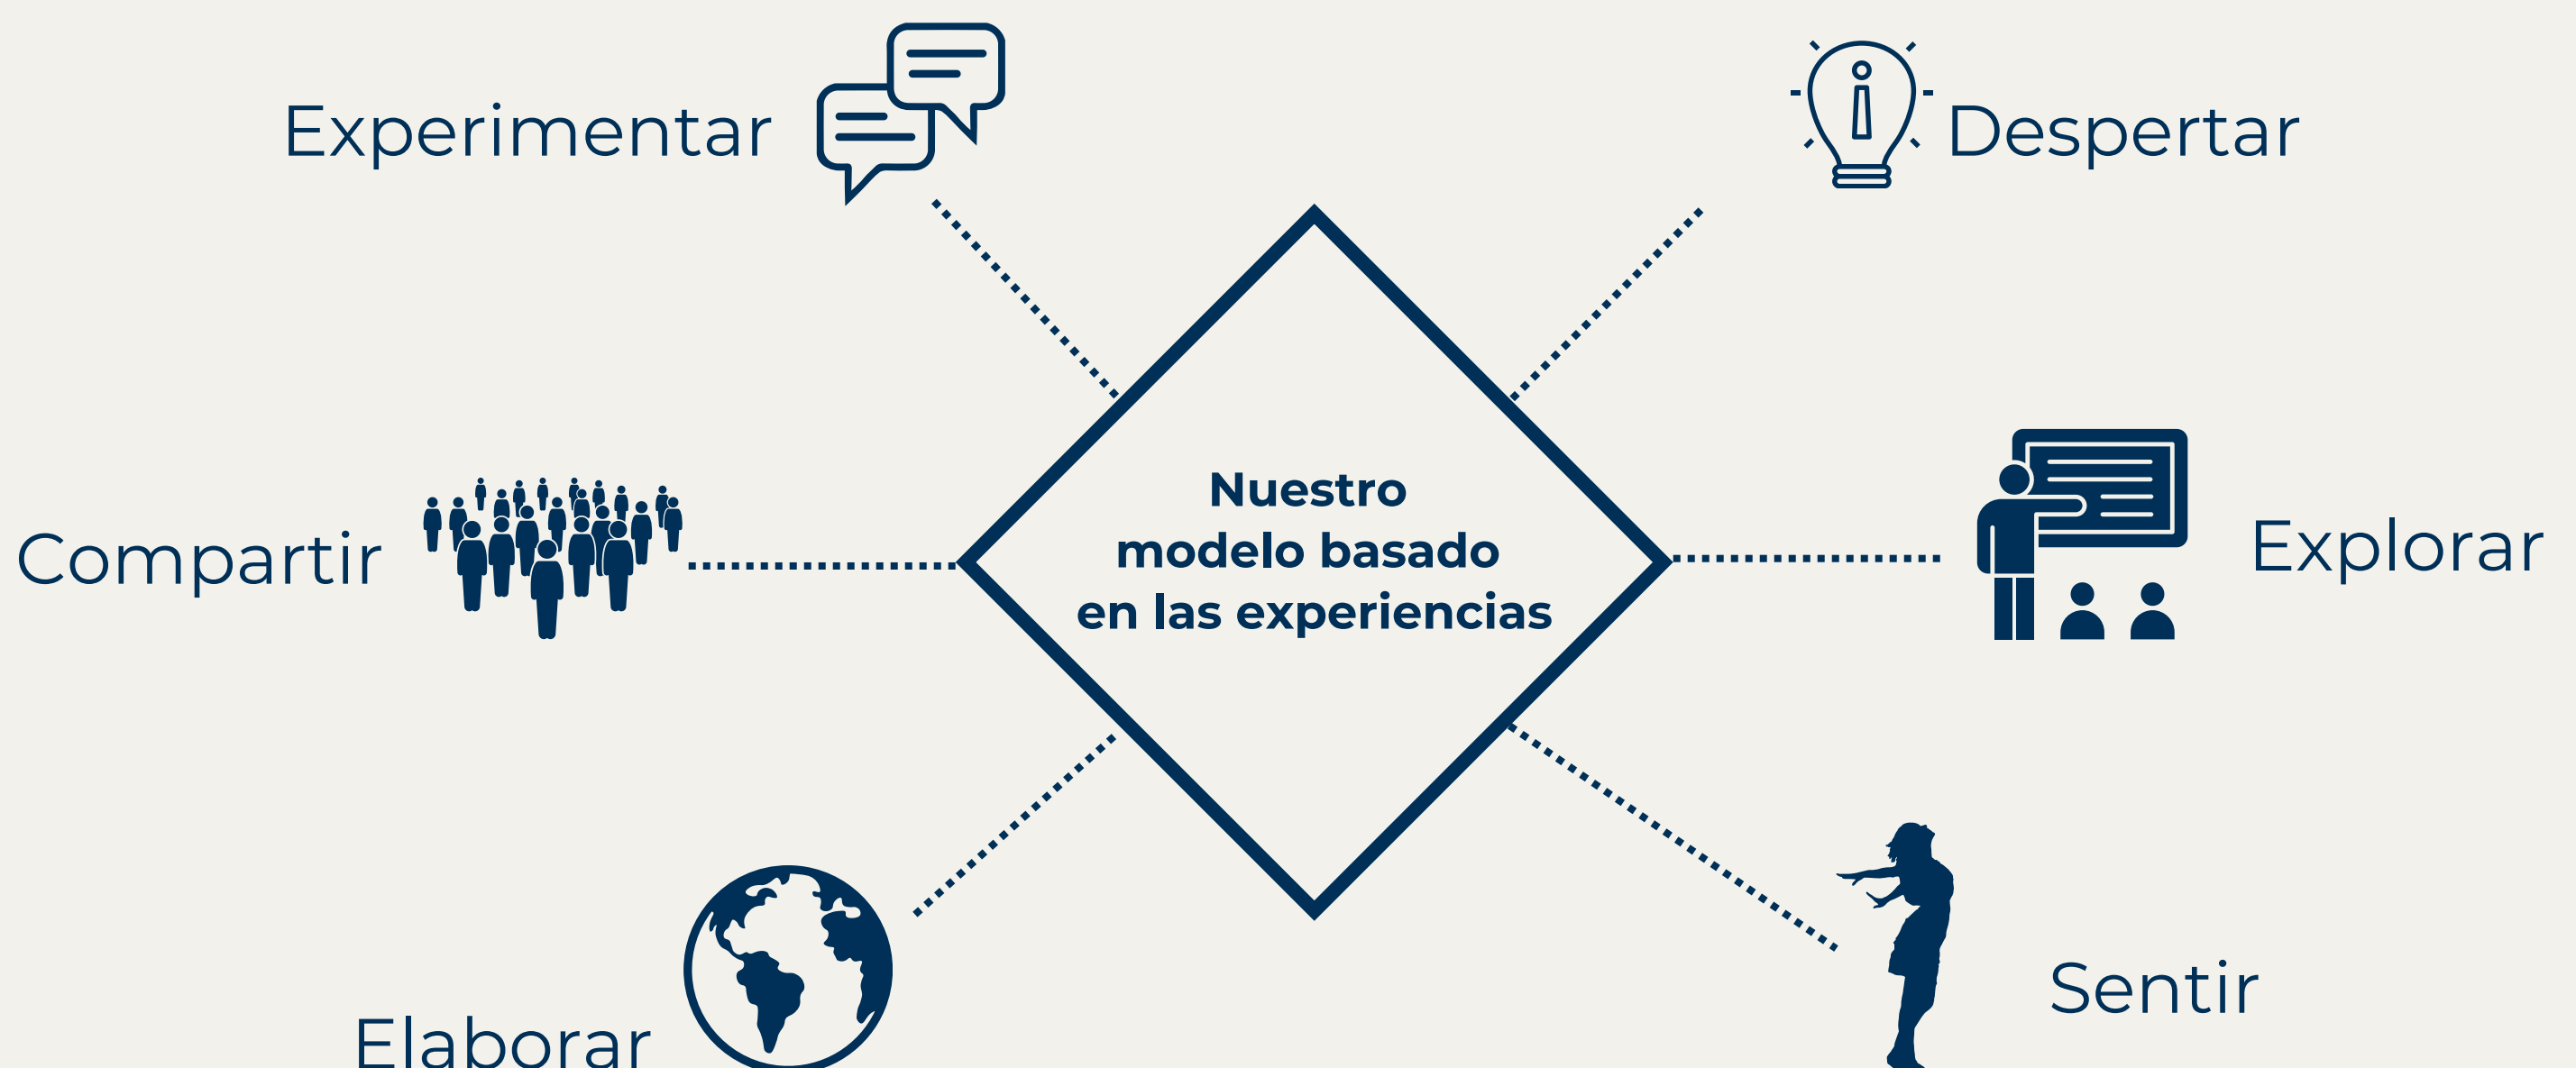 Experimentar
Despertar
Nuestro
modelo basado
en las experiencias
Compartir
Explorar
Sentir
Elaborar